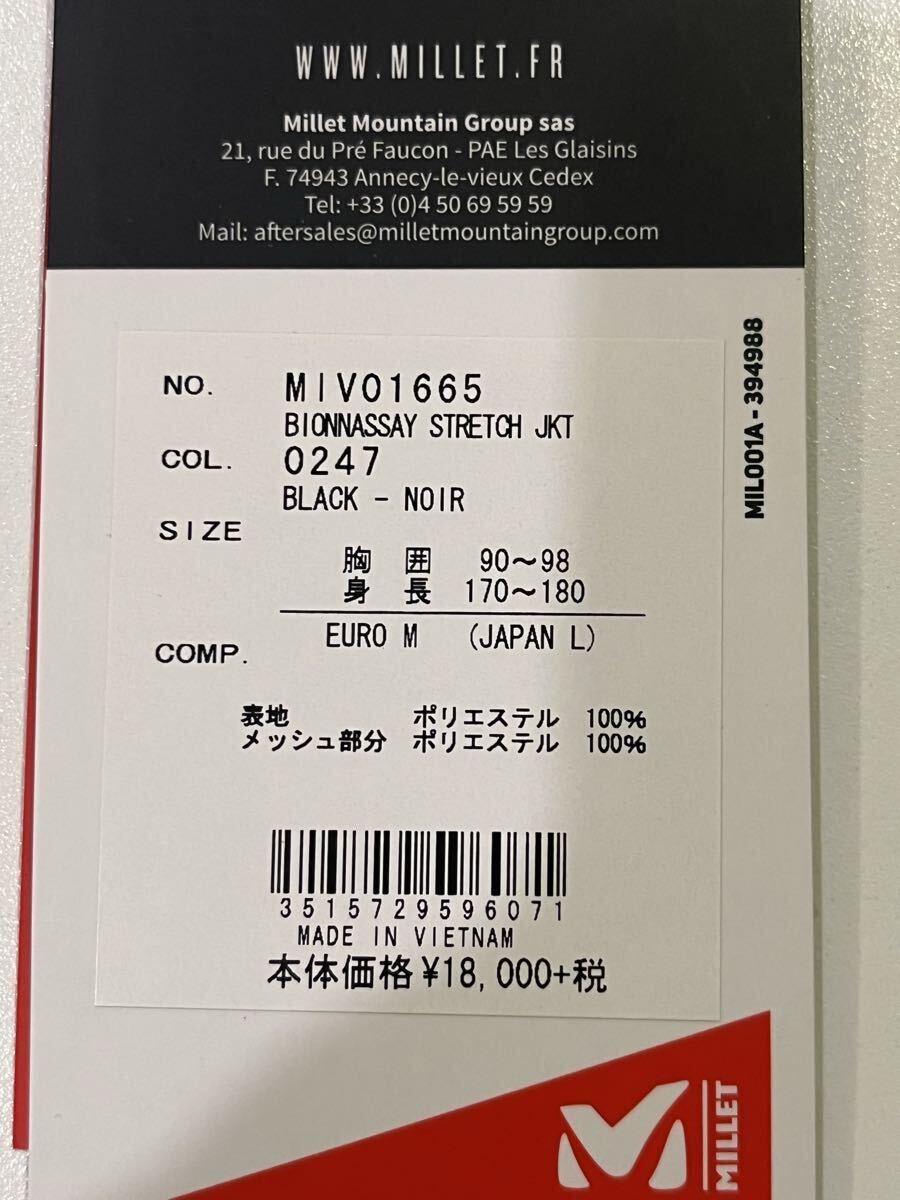 WWW.MILLET.FR
Millet Mountain Group sas
21, rue du Pré Faucon - PAE Les Glaisins
F. 74943 Annecy-le-vieux Cedex
Tel: +33 (0)4 50 69 59 59
Mail: aftersales@milletmountaingroup.com
MIL001A - 394988
NO. MIV01665
BIONNASSAY STRETCH JKT
COL. 0247
BLACK - NOIR
SIZE
胸 囲 90～98
身 長 170～180
EURO M (JAPAN L)
COMP.
表地 ポリエステル 100%
メッシュ部分 ポリエステル 100%
3515729596071
MADE IN VIETNAM
本体価格¥18,000+税
MILLET